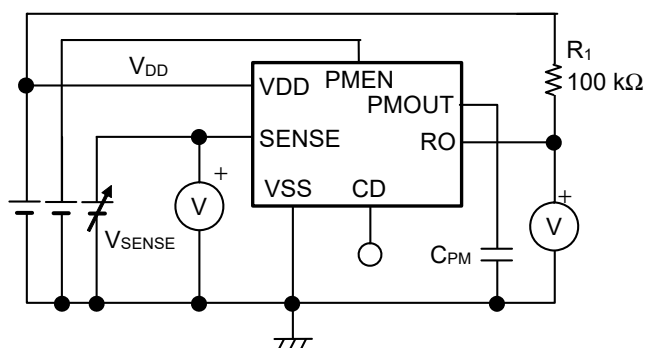 R1
100 kΩ
VDD
VDD
PMEN
PMOUT
SENSE
RO
VSS
CD
+
V
VSENSE
CPM
+
V